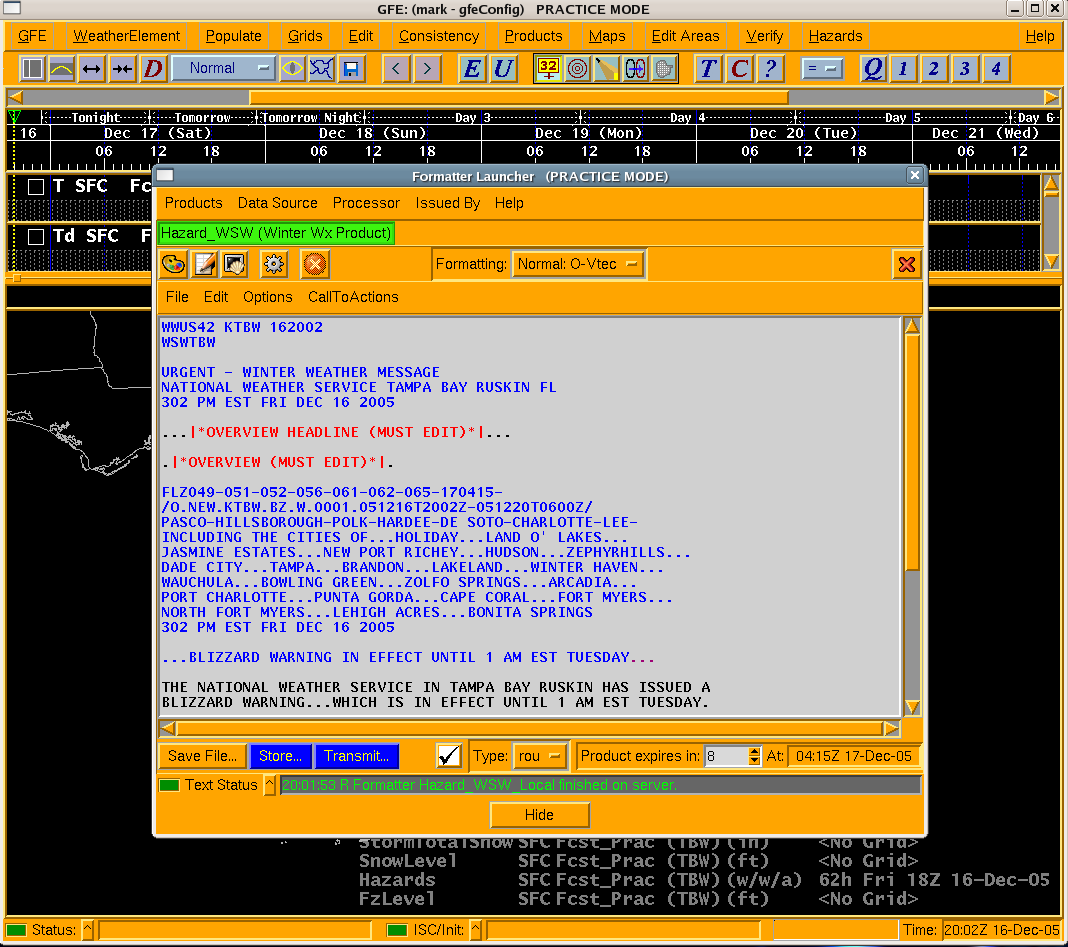 GFE: (mark - gfeConfig) PRACTICE MODE
GFE WeatherElement Populate Grids Edit Consistency Products Maps Edit Areas Verify Hazards Help
D Normal < > E U 32 T C ? = Q 1 2 3 4
Tonight Tomorrow Tomorrow Night Day 3 Day 4 Day 5 Day 6
16 Dec 17 (Sat) Dec 18 (Sun) Dec 19 (Mon) Dec 20 (Tue) Dec 21 (Wed)
06 12 18 06 12 18 06 12 18 06 12 18 06 12
T SFC Fc
Td SFC F
Formatter Launcher (PRACTICE MODE)
Products Data Source Processor Issued By Help
Hazard_WSW (Winter Wx Product)
Formatting: Normal: O-Vtec
File Edit Options CallToActions
WWUS42 KTBW 162002
WSWTBW
URGENT - WINTER WEATHER MESSAGE
NATIONAL WEATHER SERVICE TAMPA BAY RUSKIN FL
302 PM EST FRI DEC 16 2005
...|*OVERVIEW HEADLINE (MUST EDIT)*|...
.|*OVERVIEW (MUST EDIT)*|.
FLZ049-051-052-056-061-062-065-170415-
/O.NEW.KTBW.BZ.W.0001.051216T2002Z-051220T0600Z/
PASCO-HILLSBOROUGH-POLK-HARDEE-DE SOTO-CHARLOTTE-LEE-
INCLUDING THE CITIES OF...HOLIDAY...LAND O' LAKES...
JASMINE ESTATES...NEW PORT RICHEY...HUDSON...ZEPHYRHILLS...
DADE CITY...TAMPA...BRANDON...LAKELAND...WINTER HAVEN...
WAUCHULA...BOWLING GREEN...ZOLFO SPRINGS...ARCADIA...
PORT CHARLOTTE...PUNTA GORDA...CAPE CORAL...FORT MYERS...
NORTH FORT MYERS...LEHIGH ACRES...BONITA SPRINGS
302 PM EST FRI DEC 16 2005
...BLIZZARD WARNING IN EFFECT UNTIL 1 AM EST TUESDAY...
THE NATIONAL WEATHER SERVICE IN TAMPA BAY RUSKIN HAS ISSUED A
BLIZZARD WARNING...WHICH IS IN EFFECT UNTIL 1 AM EST TUESDAY.
Save File... Store... Transmit... Type: rou Product expires in: 8 At: 04:15Z 17-Dec-05
Text Status ^ 20:01:53 R Formatter Hazard_WSW_Local finished on server.
Hide
StormTotalSnow SFC Fcst_Prac (TBW) (in) <No Grid>
SnowLevel SFC Fcst_Prac (TBW) (ft) <No Grid>
Hazards SFC Fcst_Prac (TBW) (w/w/a) 62h Fri 18Z 16-Dec-05
FzLevel SFC Fcst_Prac (TBW) (ft) <No Grid>
Status: ^ ISC/Init: ^ Time: 20:02Z 16-Dec-05